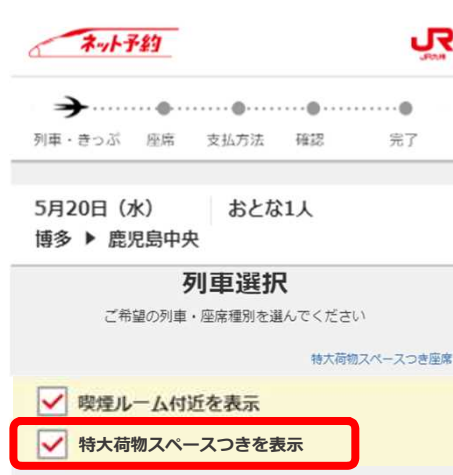 ネット予約
JR
JR九州
列車・きっぷ 座席 支払方法 確認 完了
5月20日（水） おとな1人
博多 ▶ 鹿児島中央
列車選択
ご希望の列車・座席種別を選んでください
特大荷物スペースつき座席
喫煙ルーム付近を表示
特大荷物スペースつきを表示